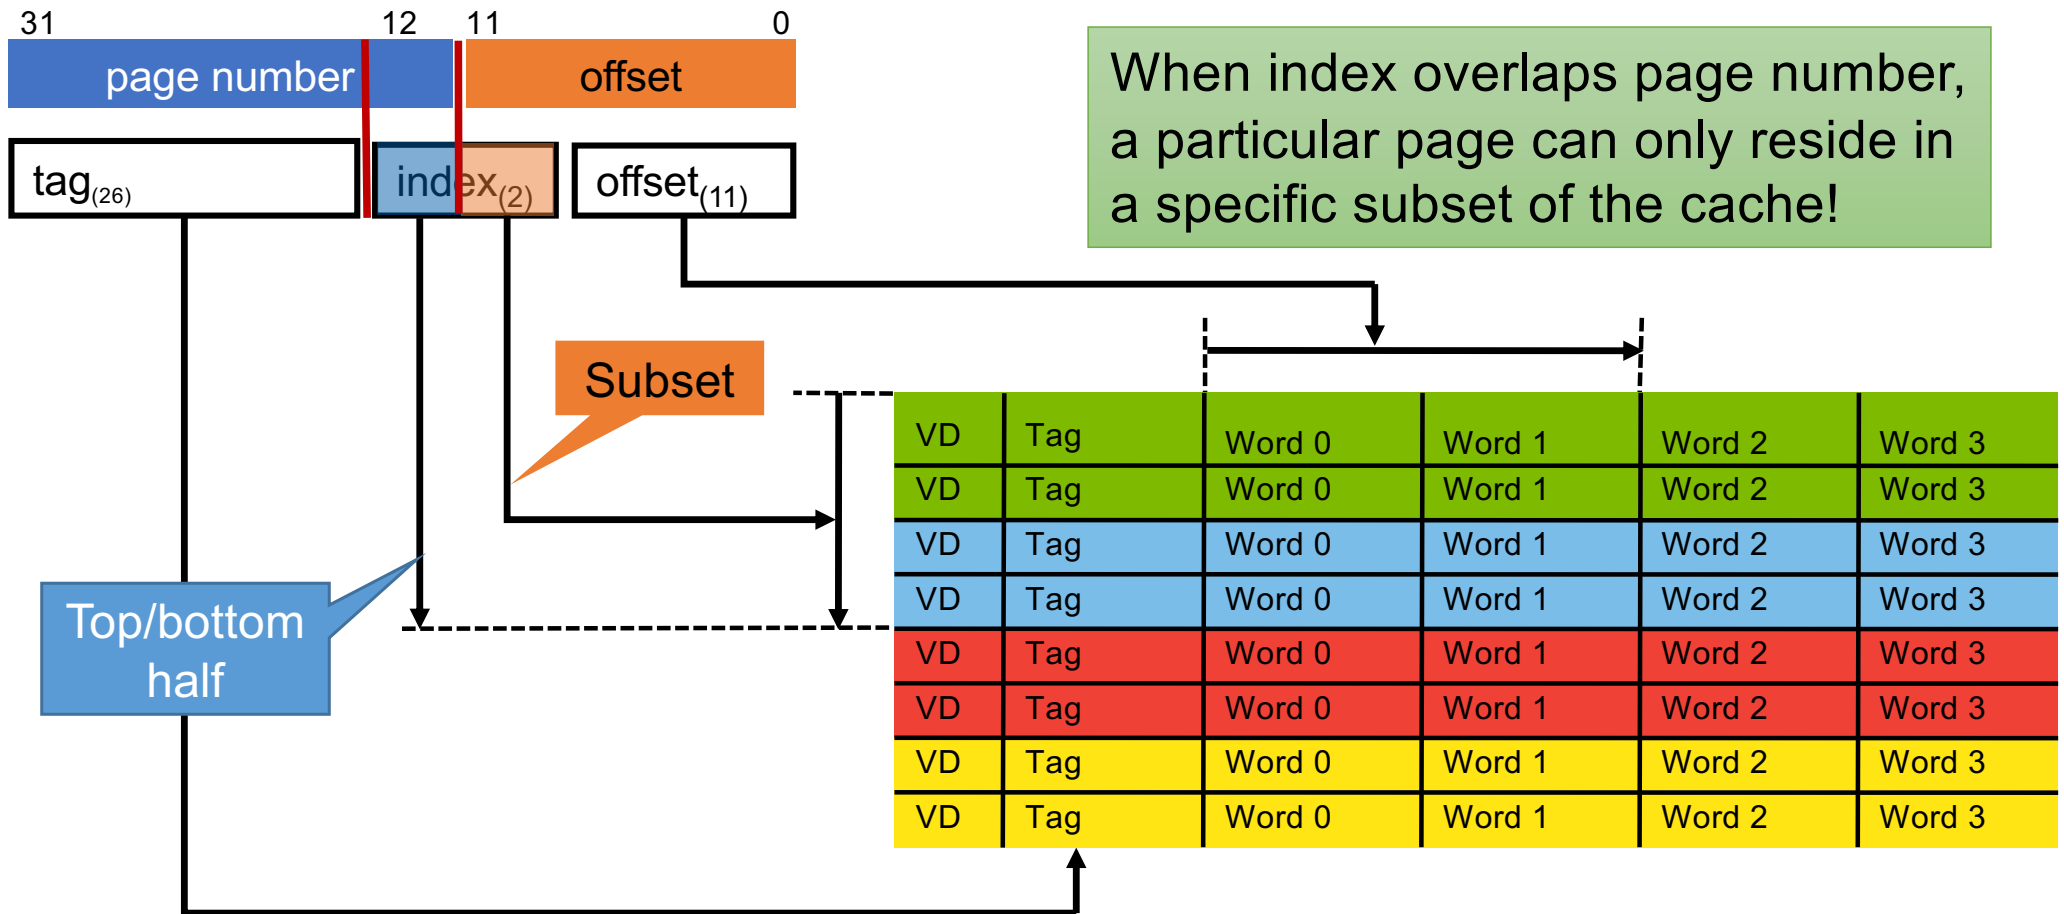 31 12 11 0
page number offset
tag(26) index(2) offset(11)
When index overlaps page number,
a particular page can only reside in
a specific subset of the cache!
Subset
Top/bottom
half
VD Tag Word 0 Word 1 Word 2 Word 3
VD Tag Word 0 Word 1 Word 2 Word 3
VD Tag Word 0 Word 1 Word 2 Word 3
VD Tag Word 0 Word 1 Word 2 Word 3
VD Tag Word 0 Word 1 Word 2 Word 3
VD Tag Word 0 Word 1 Word 2 Word 3
VD Tag Word 0 Word 1 Word 2 Word 3
VD Tag Word 0 Word 1 Word 2 Word 3